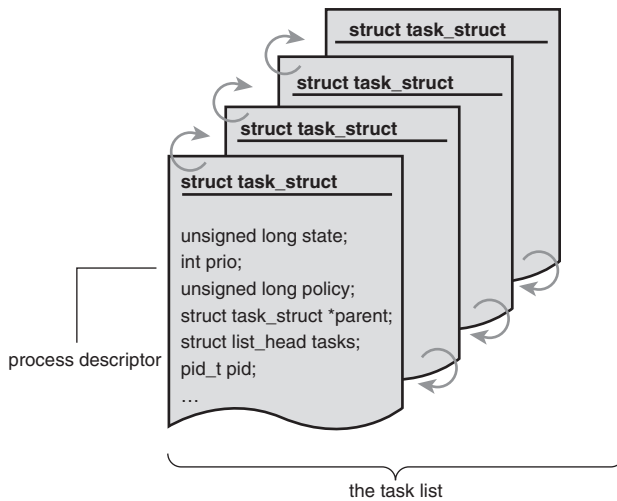 struct task_struct
struct task_struct
struct task_struct
struct task_struct
unsigned long state;
int prio;
unsigned long policy;
struct task_struct *parent;
struct list_head tasks;
pid_t pid;
…
process descriptor
the task list